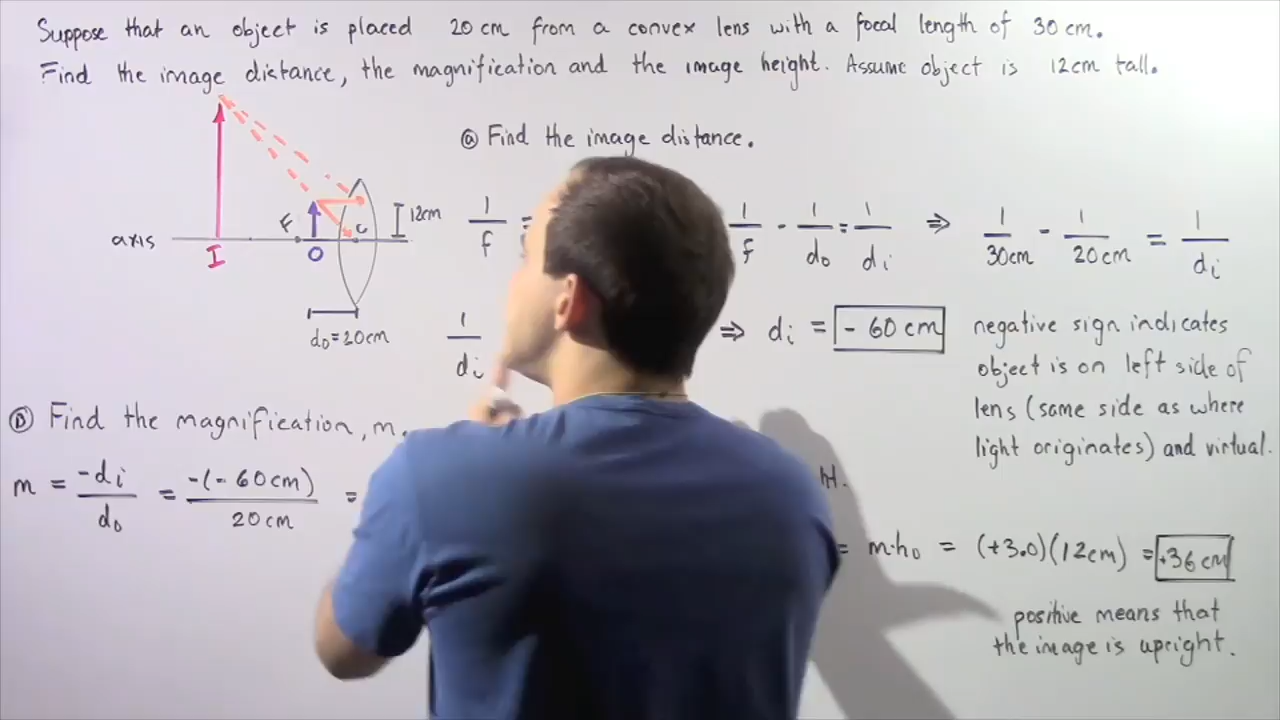 Suppose that an object is placed 20 cm from a convex lens with a focal length of 30 cm.
Find the image distance, the magnification and the image height. Assume object is 12cm tall.
axis
I
F
O
C
12cm
d₀=20cm
ⓐ Find the image distance.
1/f = 1/f - 1/d₀ = 1/dᵢ ⇒ 1/30cm - 1/20cm = 1/dᵢ
1/dᵢ ⇒ dᵢ = -60 cm
negative sign indicates
object is on left side of
lens (same side as where
light originates) and virtual.
ⓑ Find the magnification, m.
m = -dᵢ/d₀ = -(-60cm)/20cm =
= m·h₀ = (+3.0)(12cm) = +36 cm
positive means that
the image is upright.